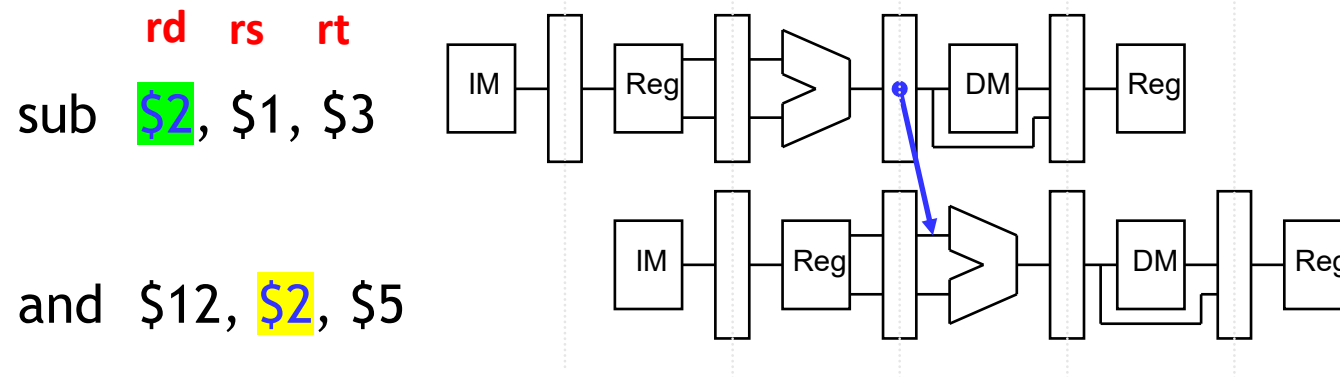 rd rs rt
sub $2, $1, $3
IM Reg DM Reg
and $12, $2, $5
IM Reg DM Reg